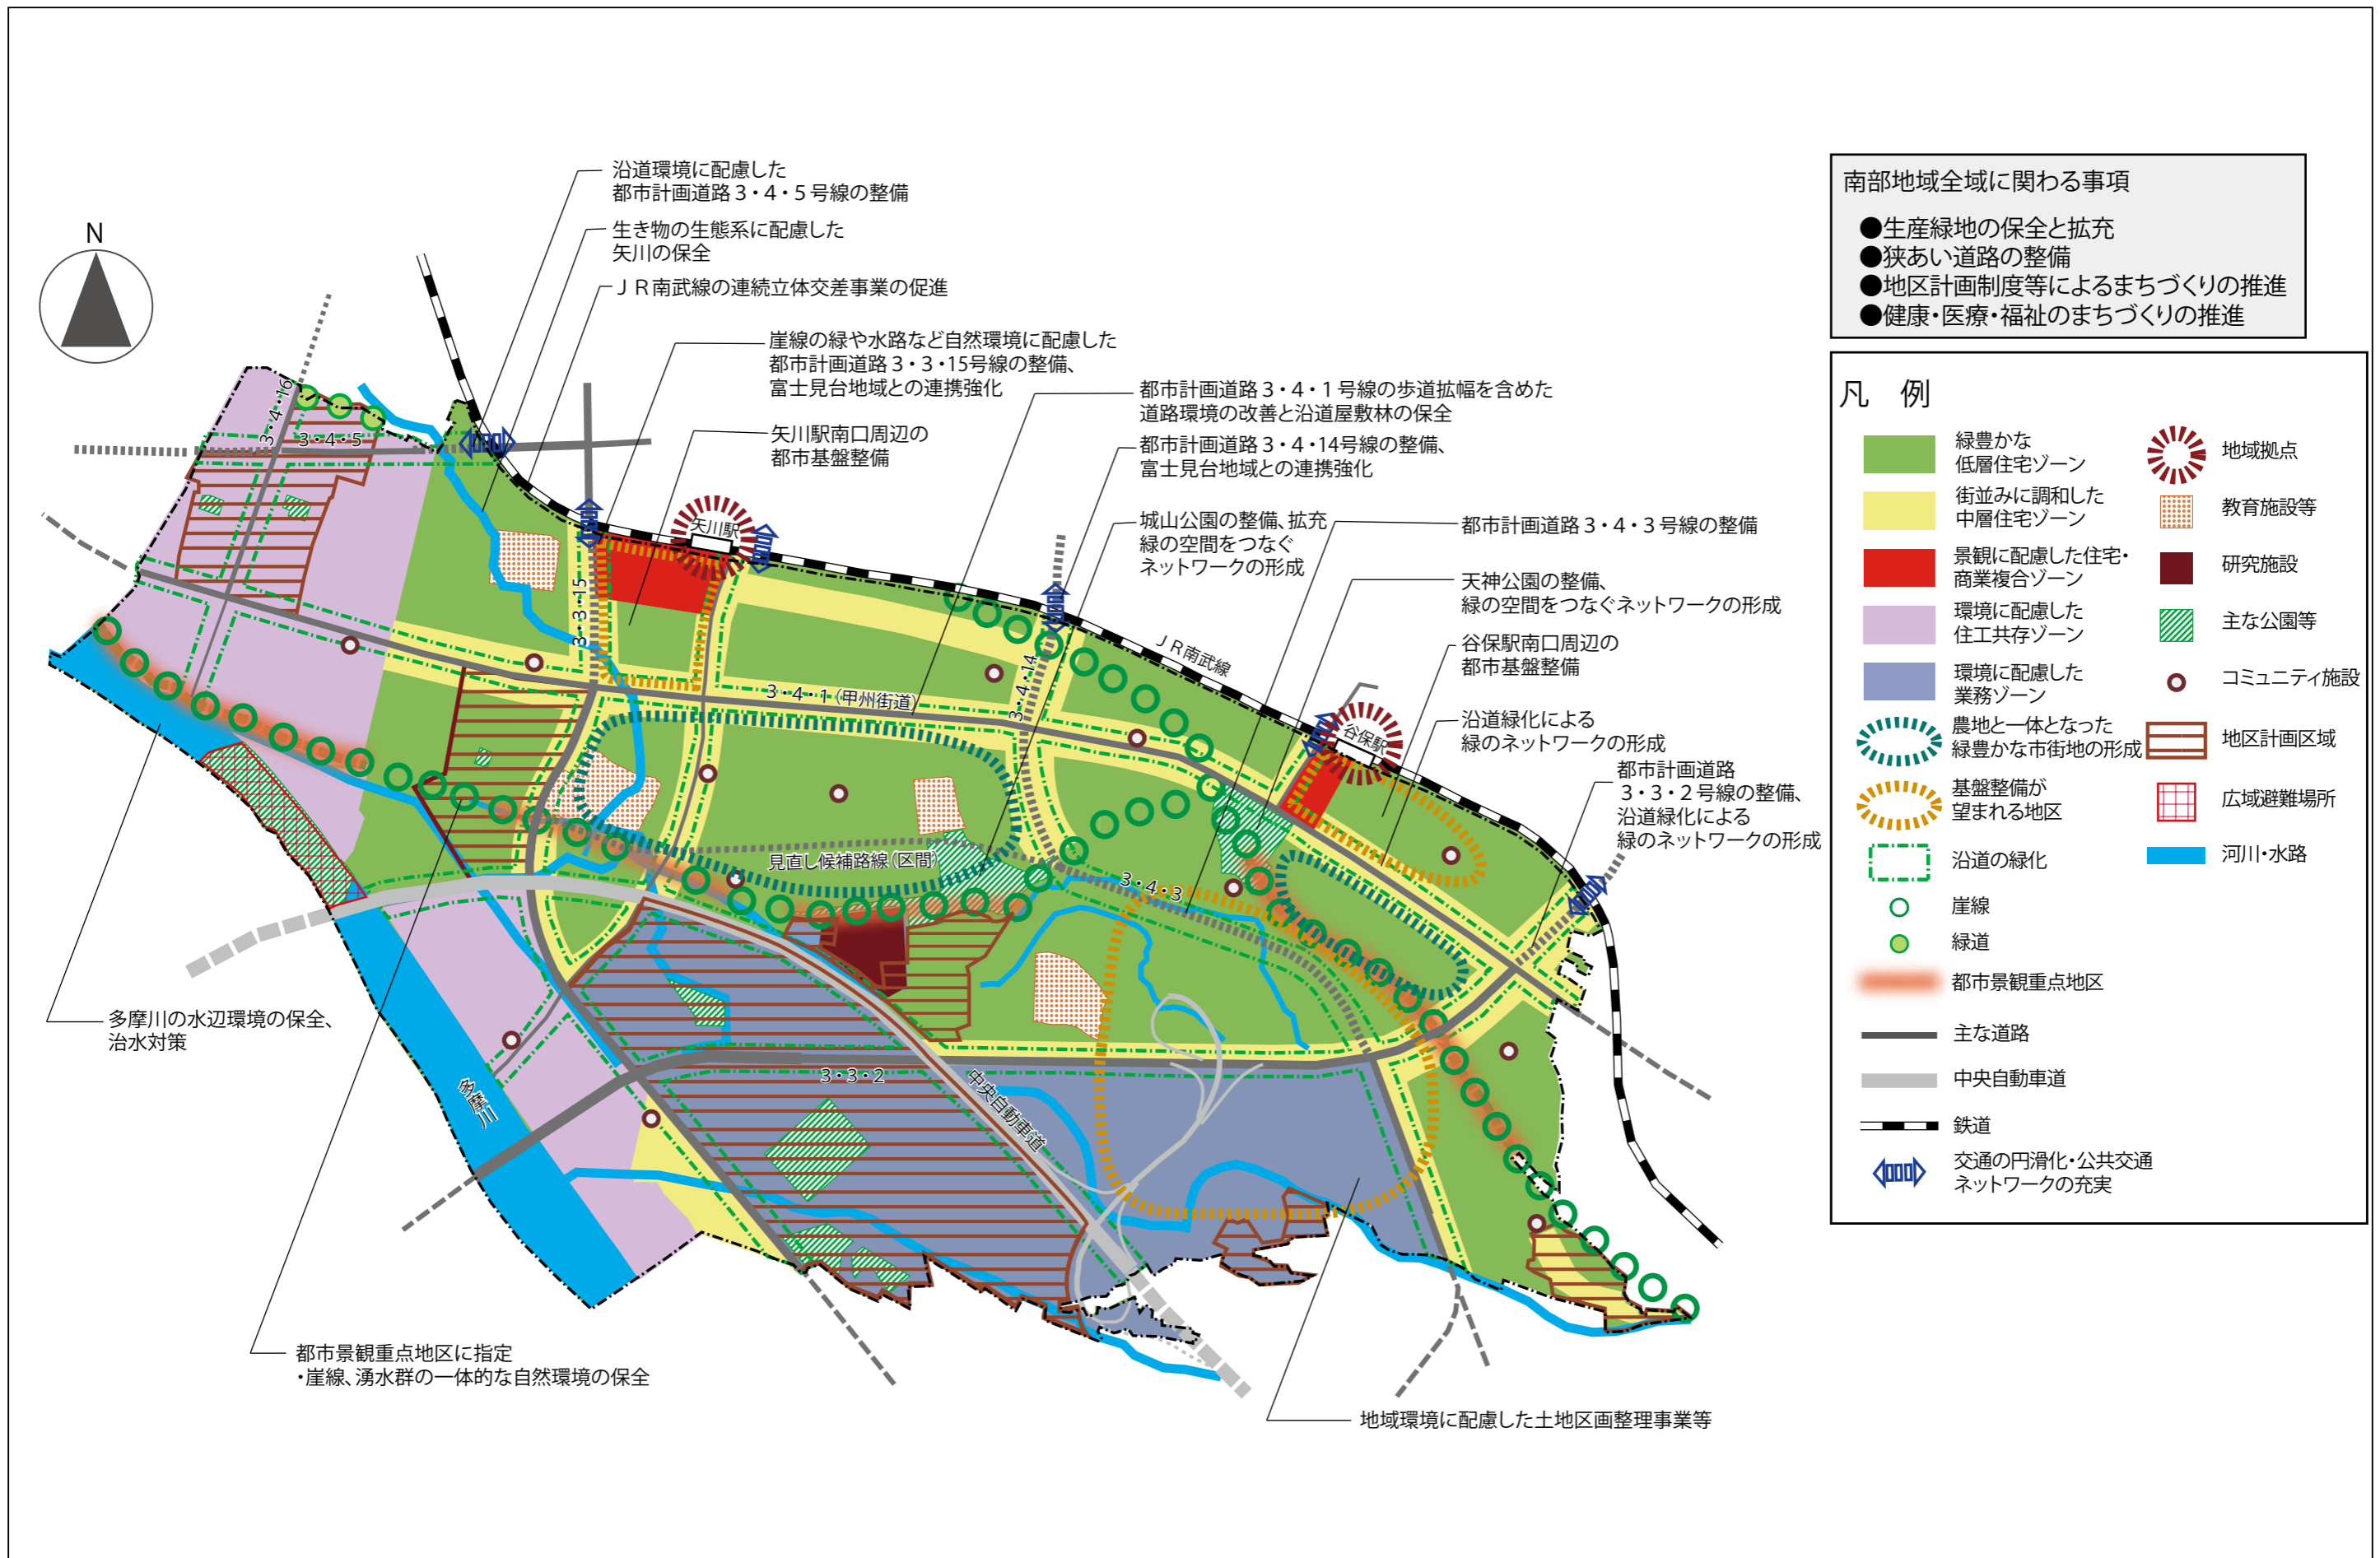 沿道環境に配慮した
都市計画道路3・4・5号線の整備
生き物の生態系に配慮した
矢川の保全
JR南武線の連続立体交差事業の促進
崖線の緑や水路など自然環境に配慮した
都市計画道路3・3・15号線の整備、
富士見台地域との連携強化
矢川駅南口周辺の
都市基盤整備
都市計画道路3・4・1号線の歩道拡幅を含めた
道路環境の改善と沿道屋敷林の保全
都市計画道路3・4・14号線の整備、
富士見台地域との連携強化
城山公園の整備、拡充
緑の空間をつなぐ
ネットワークの形成
都市計画道路3・4・3号線の整備
天神公園の整備、
緑の空間をつなぐネットワークの形成
谷保駅南口周辺の
都市基盤整備
沿道緑化による
緑のネットワークの形成
都市計画道路
3・3・2号線の整備、
沿道緑化による
緑のネットワークの形成
N
3・4・16
3・4・5
矢川駅
3・3・15
3・4・1(甲州街道)
3・4・14
JR南武線
谷保駅
見直し候補路線(区間)
3・4・3
3・3・2
中央自動車道
多摩川
多摩川の水辺環境の保全、
治水対策
都市景観重点地区に指定
・崖線、湧水群の一体的な自然環境の保全
地域環境に配慮した土地区画整理事業等
南部地域全域に関わる事項
●生産緑地の保全と拡充
●狭あい道路の整備
●地区計画制度等によるまちづくりの推進
●健康・医療・福祉のまちづくりの推進
凡 例
緑豊かな
低層住宅ゾーン
街並みに調和した
中層住宅ゾーン
景観に配慮した住宅・
商業複合ゾーン
環境に配慮した
住工共存ゾーン
環境に配慮した
業務ゾーン
農地と一体となった
緑豊かな市街地の形成
基盤整備が
望まれる地区
沿道の緑化
崖線
緑道
都市景観重点地区
主な道路
中央自動車道
鉄道
交通の円滑化・公共交通
ネットワークの充実
地域拠点
教育施設等
研究施設
主な公園等
コミュニティ施設
地区計画区域
広域避難場所
河川・水路